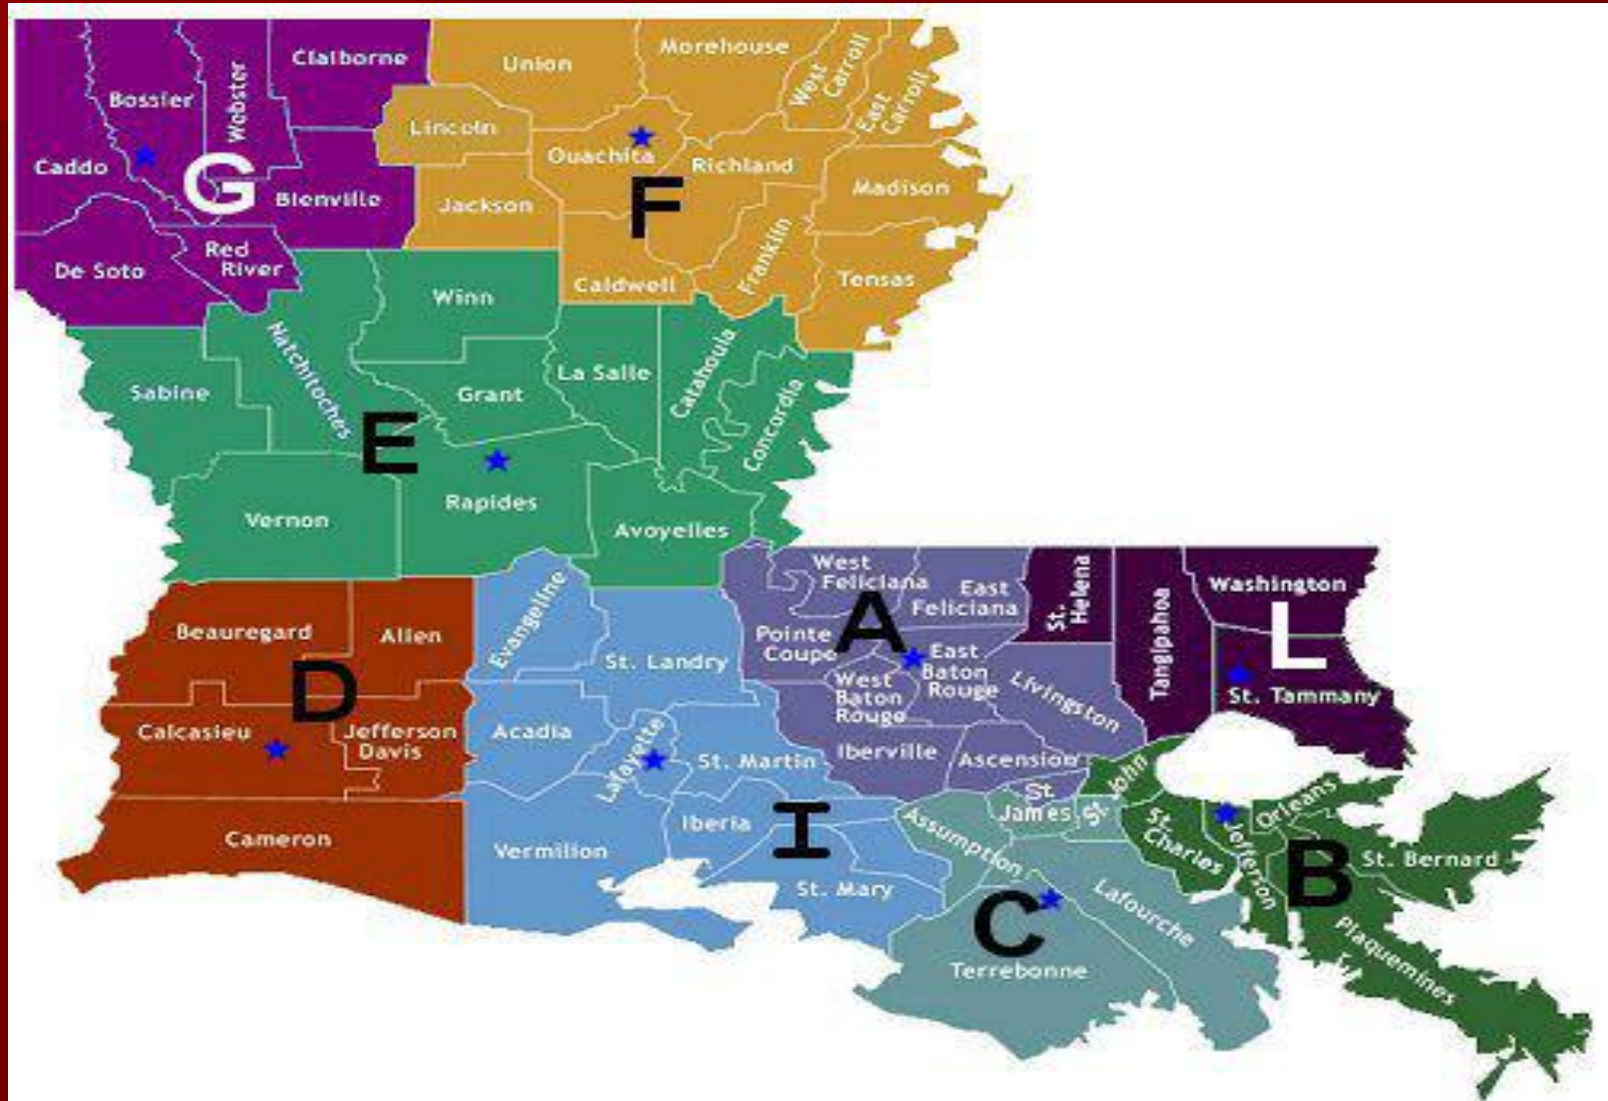 Claiborne
Union
Morehouse
West
Carroll
East
Carroll
Bossier
Webster
Lincoln
Caddo
G
Bienville
Ouachita
Richland
Madison
F
Jackson
Franklin
De Soto
Red
River
Winn
Caldwell
Tensas
Natchitoches
Sabine
Grant
La Salle
Catahoula
Concordia
E
Rapides
Vernon
Avoyelles
West
Feliciana
East
Feliciana
St.
Helena
Tangipahoa
Washington
A
L
Beauregard
Allen
Evangeline
Pointe
Coupe
St. Landry
East
Baton
Rouge
West
Baton
Rouge
Livingston
St. Tammany
D
Calcasieu
Jefferson
Davis
Acadia
Lafayette
St. Martin
Iberville
Ascension
St
James
St John
Orleans
Cameron
Vermilion
Iberia
I
Assumption
St.
Charles
Jefferson
B
St. Bernard
St. Mary
C
Lafourche
Terrebonne
Plaquemines